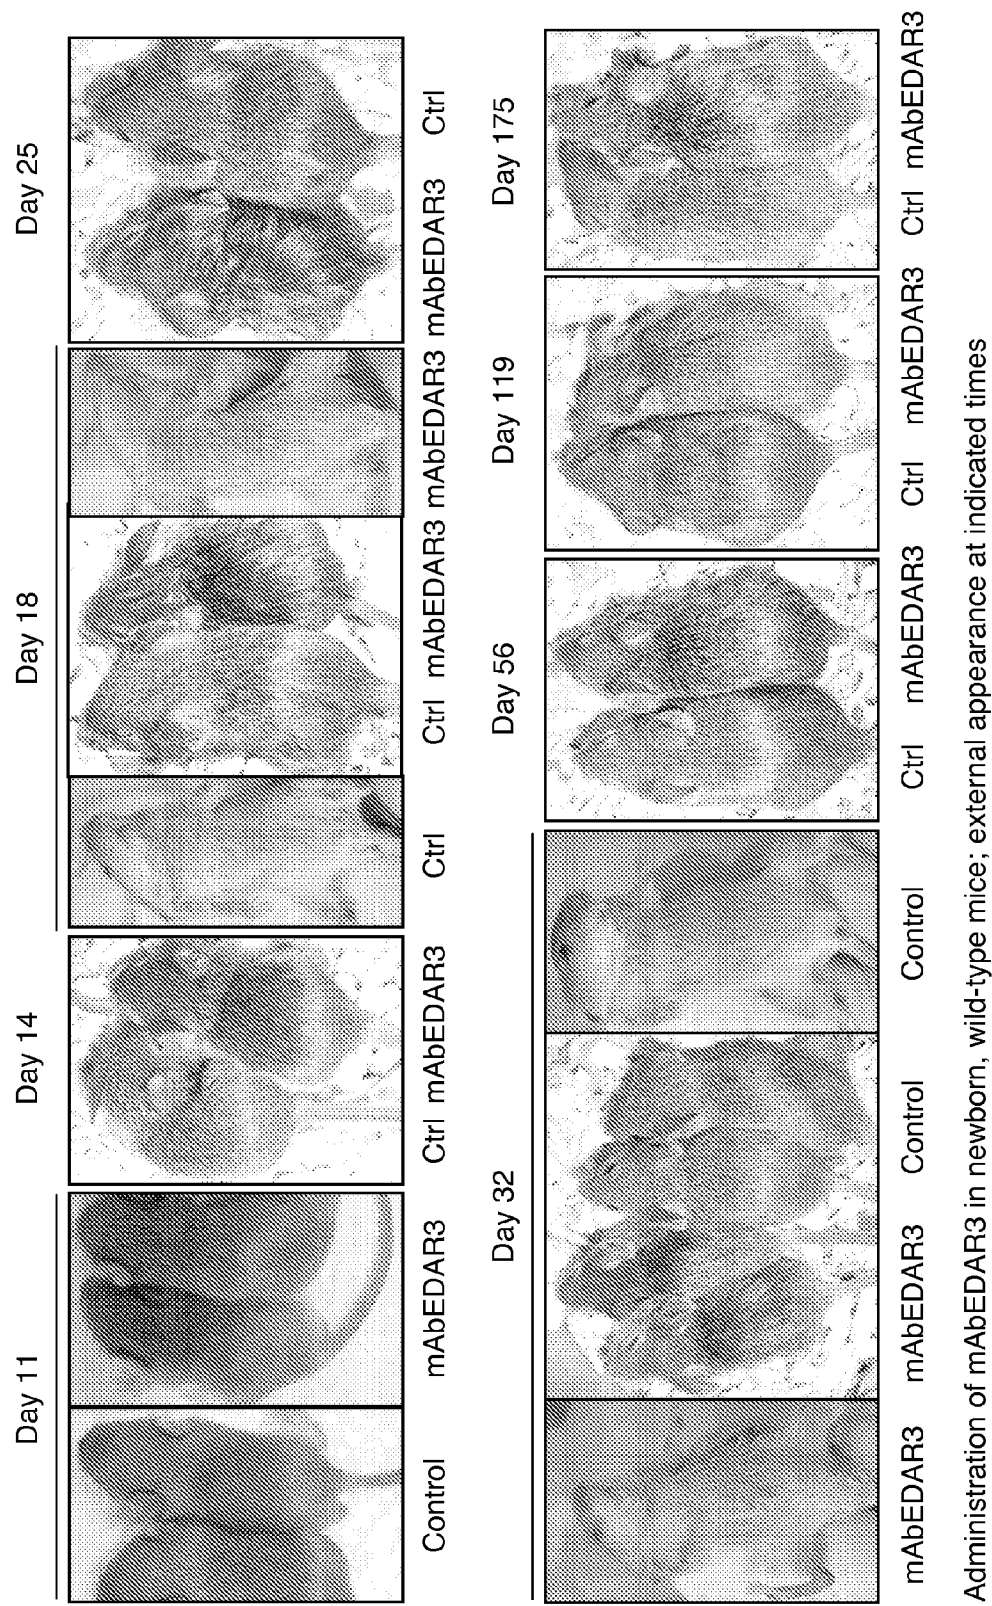 Day 11
Day 14
Day 18
Day 25
Control
mAbEDAR3
Ctrl
mAbEDAR3
Ctrl
Ctrl
mAbEDAR3
mAbEDAR3
mAbEDAR3
Ctrl
Day 32
Day 56
Day 119
Day 175
mAbEDAR3
mAbEDAR3
Control
Control
Ctrl
mAbEDAR3
Ctrl
mAbEDAR3
Ctrl
mAbEDAR3
Administration of mAbEDAR3 in newborn, wild-type mice; external appearance at indicated times